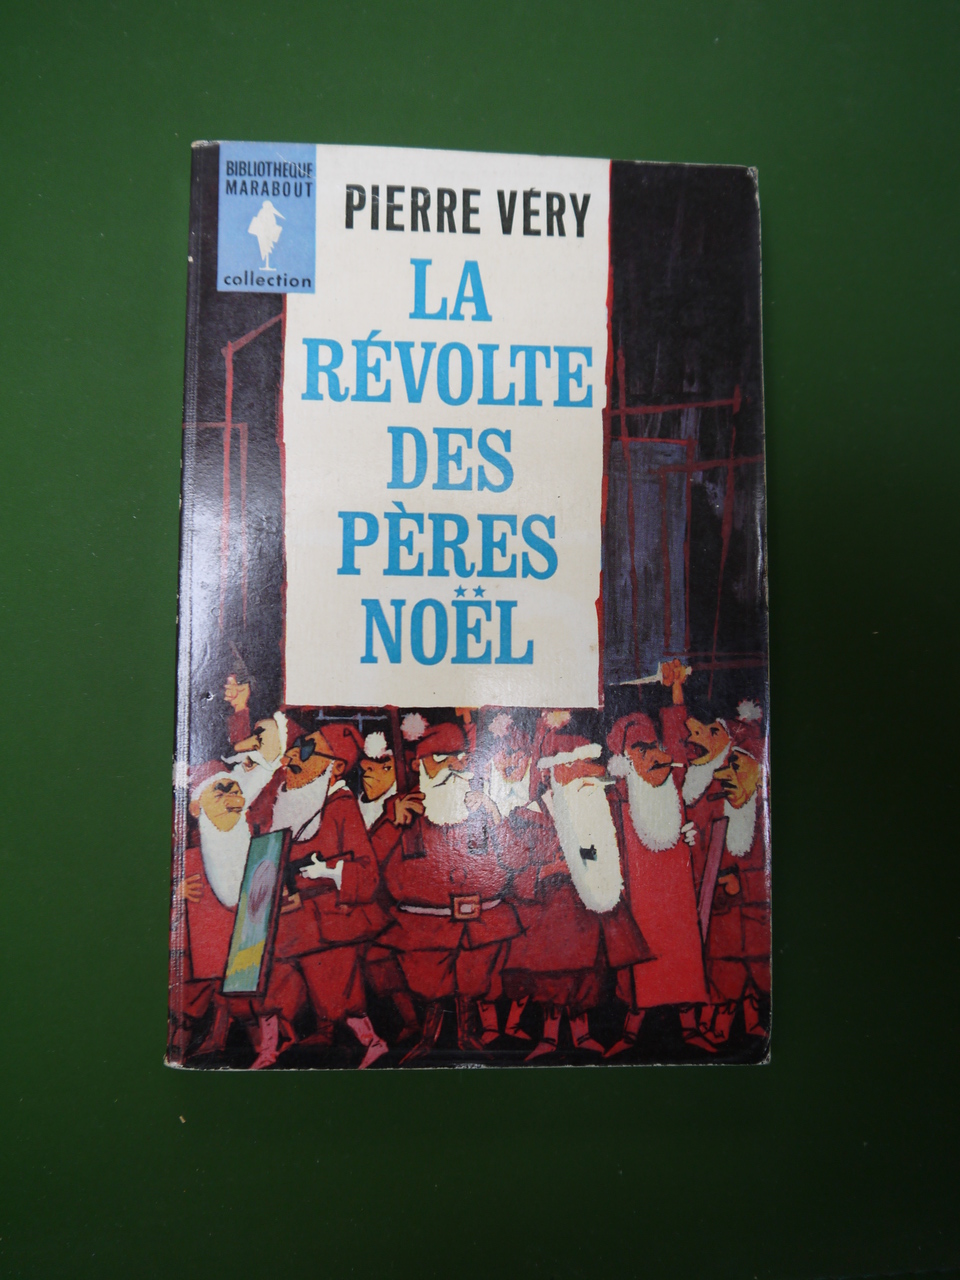 BIBLIOTHEQUE
MARABOUT
collection
PIERRE VÉRY
LA
RÉVOLTE
DES
PÈRES
NOËL